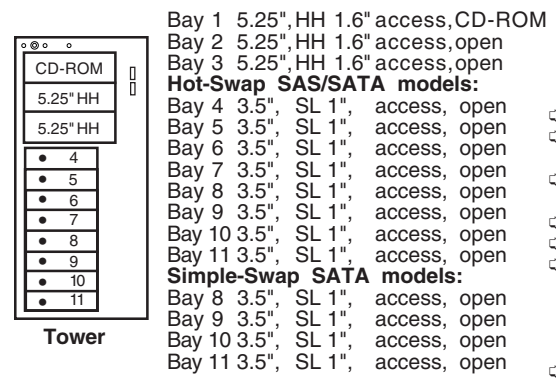 Bay 1 5.25", HH 1.6" access, CD-ROM
Bay 2 5.25", HH 1.6" access, open
Bay 3 5.25", HH 1.6" access, open
Hot-Swap SAS/SATA models:
Bay 4 3.5", SL 1", access, open
Bay 5 3.5", SL 1", access, open
Bay 6 3.5", SL 1", access, open
Bay 7 3.5", SL 1", access, open
Bay 8 3.5", SL 1", access, open
Bay 9 3.5", SL 1", access, open
Bay 10 3.5", SL 1", access, open
Bay 11 3.5", SL 1", access, open
Simple-Swap SATA models:
Bay 8 3.5", SL 1", access, open
Bay 9 3.5", SL 1", access, open
Bay 10 3.5", SL 1", access, open
Bay 11 3.5", SL 1", access, open
CD-ROM
5.25" HH
5.25" HH
4
5
6
7
8
9
10
11
Tower